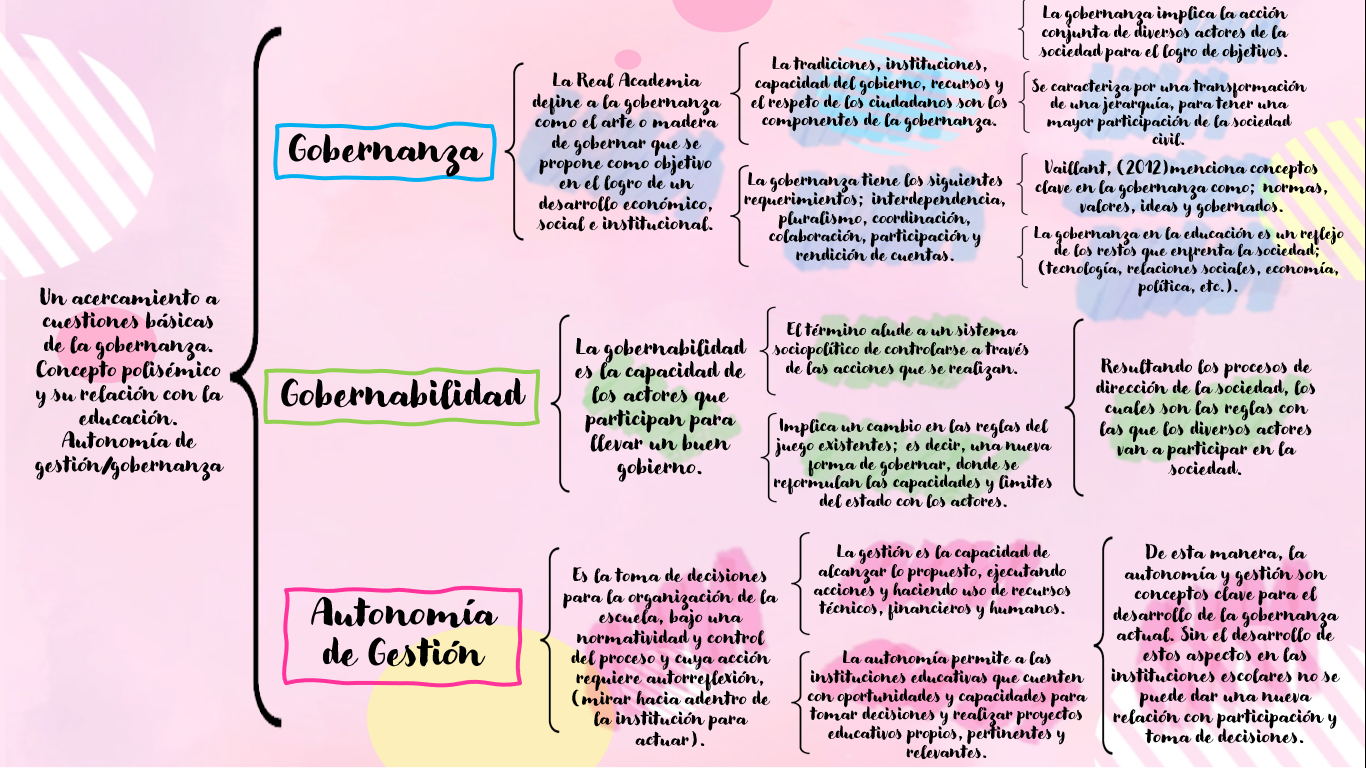 Un acercamiento a
cuestiones básicas
de la gobernanza.
Concepto polisémico
y su relación con la
educación.
Autonomía de
gestión/gobernanza
Gobernanza
La Real Academia
define a la gobernanza
como el arte o madera
de gobernar que se
propone como objetivo
en el logro de un
desarrollo económico,
social e institucional.
La tradiciones, instituciones,
capacidad del gobierno, recursos y
el respeto de los ciudadanos son los
componentes de la gobernanza.
La gobernanza tiene los siguientes
requerimientos; interdependencia,
pluralismo, coordinación,
colaboración, participación y
rendición de cuentas.
La gobernanza implica la acción
conjunta de diversos actores de la
sociedad para el logro de objetivos.
Se caracteriza por una transformación
de una jerarquía, para tener una
mayor participación de la sociedad
civil.
Vaillant, (2012)menciona conceptos
clave en la gobernanza como; normas,
valores, ideas y gobernados.
La gobernanza en la educación es un reflejo
de los restos que enfrenta la sociedad;
(tecnología, relaciones sociales, economía,
política, etc.).
Gobernabilidad
La gobernabilidad
es la capacidad de
los actores que
participan para
llevar un buen
gobierno.
El término alude a un sistema
sociopolítico de controlarse a través
de las acciones que se realizan.
Implica un cambio en las reglas del
juego existentes; es decir, una nueva
forma de gobernar, donde se
reformulan las capacidades y limites
del estado con los actores.
Resultando los procesos de
dirección de la sociedad, los
cuales son las reglas con
las que los diversos actores
van a participar en la
sociedad.
Autonomía
de Gestión
Es la toma de decisiones
para la organización de la
escuela, bajo una
normatividad y control
del proceso y cuya acción
requiere autorreflexión,
(mirar hacia adentro de
la institución para
actuar).
La gestión es la capacidad de
alcanzar lo propuesto, ejecutando
acciones y haciendo uso de recursos
técnicos, financieros y humanos.
La autonomía permite a las
instituciones educativas que cuenten
con oportunidades y capacidades para
tomar decisiones y realizar proyectos
educativos propios, pertinentes y
relevantes.
De esta manera, la
autonomía y gestión son
conceptos clave para el
desarrollo de la gobernanza
actual. Sin el desarrollo de
estos aspectos en las
instituciones escolares no se
puede dar una nueva
relación con participación y
toma de decisiones.